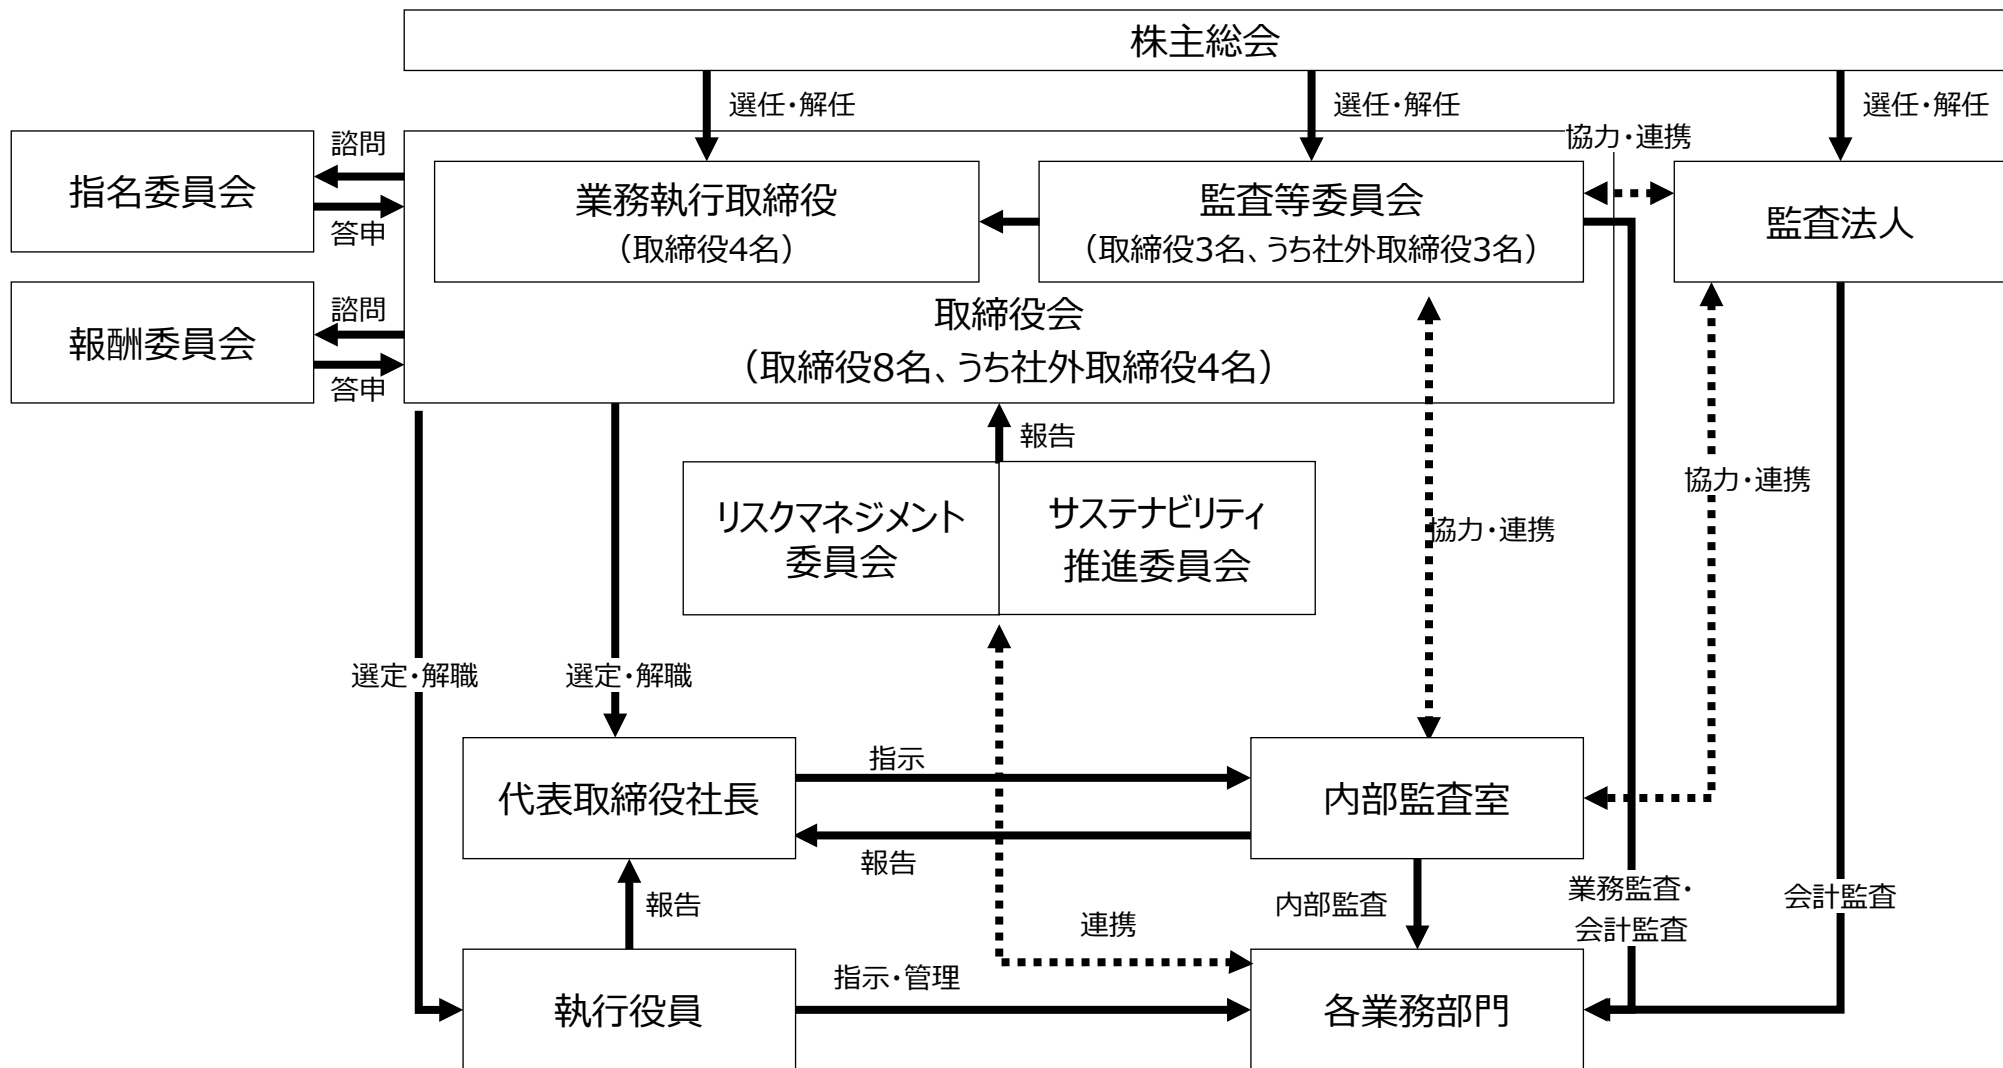 株主総会
選任・解任
選任・解任
選任・解任
協力・連携
諮問
指名委員会
答申
業務執行取締役
（取締役4名）
監査等委員会
（取締役3名、うち社外取締役3名）
監査法人
諮問
報酬委員会
答申
取締役会
（取締役8名、うち社外取締役4名）
報告
リスクマネジメント
委員会
サステナビリティ
推進委員会
協力・連携
協力・連携
選定・解職
選定・解職
代表取締役社長
指示
報告
内部監査室
報告
連携
内部監査
業務監査・
会計監査
会計監査
執行役員
指示・管理
各業務部門